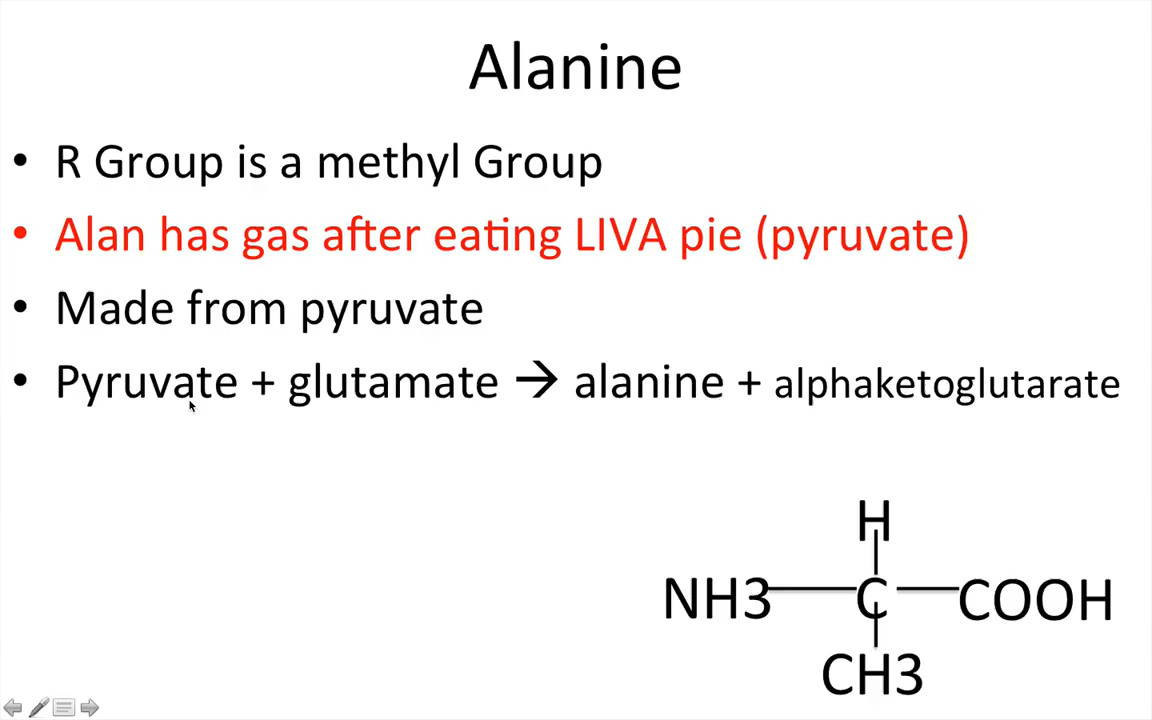 Alanine
• R Group is a methyl Group
• Alan has gas after eating LIVA pie (pyruvate)
• Made from pyruvate
• Pyruvate + glutamate → alanine + alphaketoglutarate
H
NH3 C COOH
CH3